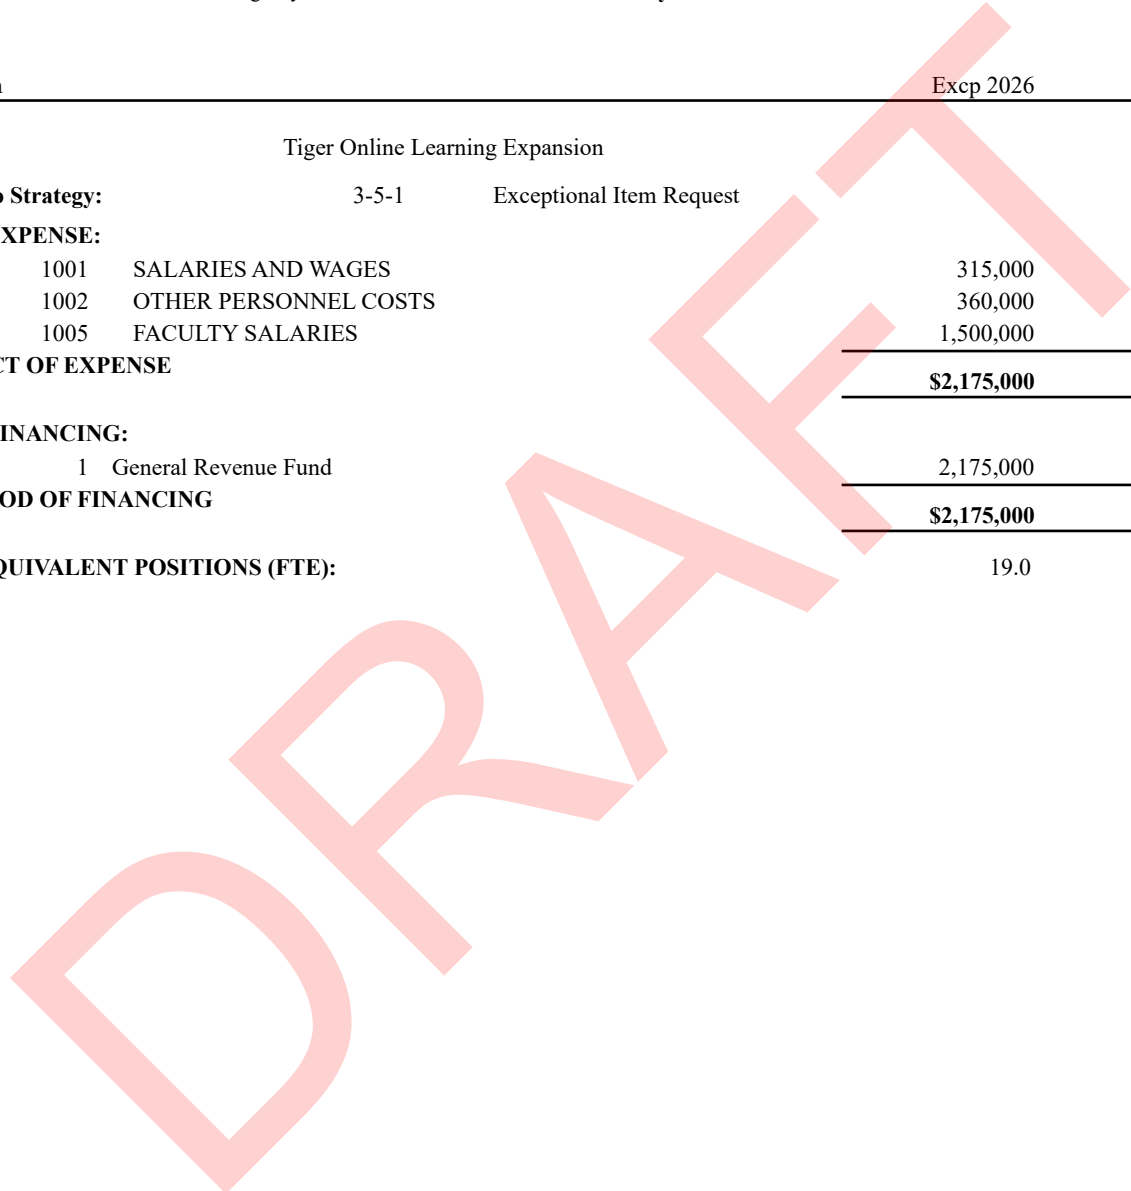 Excp 2026
Tiger Online Learning Expansion
Strategy: 3-5-1 Exceptional Item Request
XPENSE:
1001 SALARIES AND WAGES 315,000
1002 OTHER PERSONNEL COSTS 360,000
1005 FACULTY SALARIES 1,500,000
CT OF EXPENSE
$2,175,000
INANCING:
1 General Revenue Fund 2,175,000
OD OF FINANCING
$2,175,000
QUIVALENT POSITIONS (FTE): 19.0
DRAFT